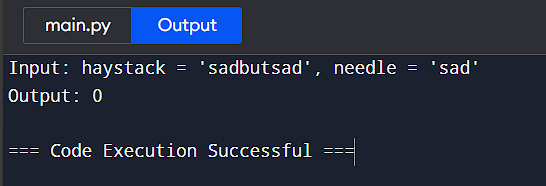 main.py Output
Input: haystack = 'sadbutsad', needle = 'sad'
Output: 0
=== Code Execution Successful ===